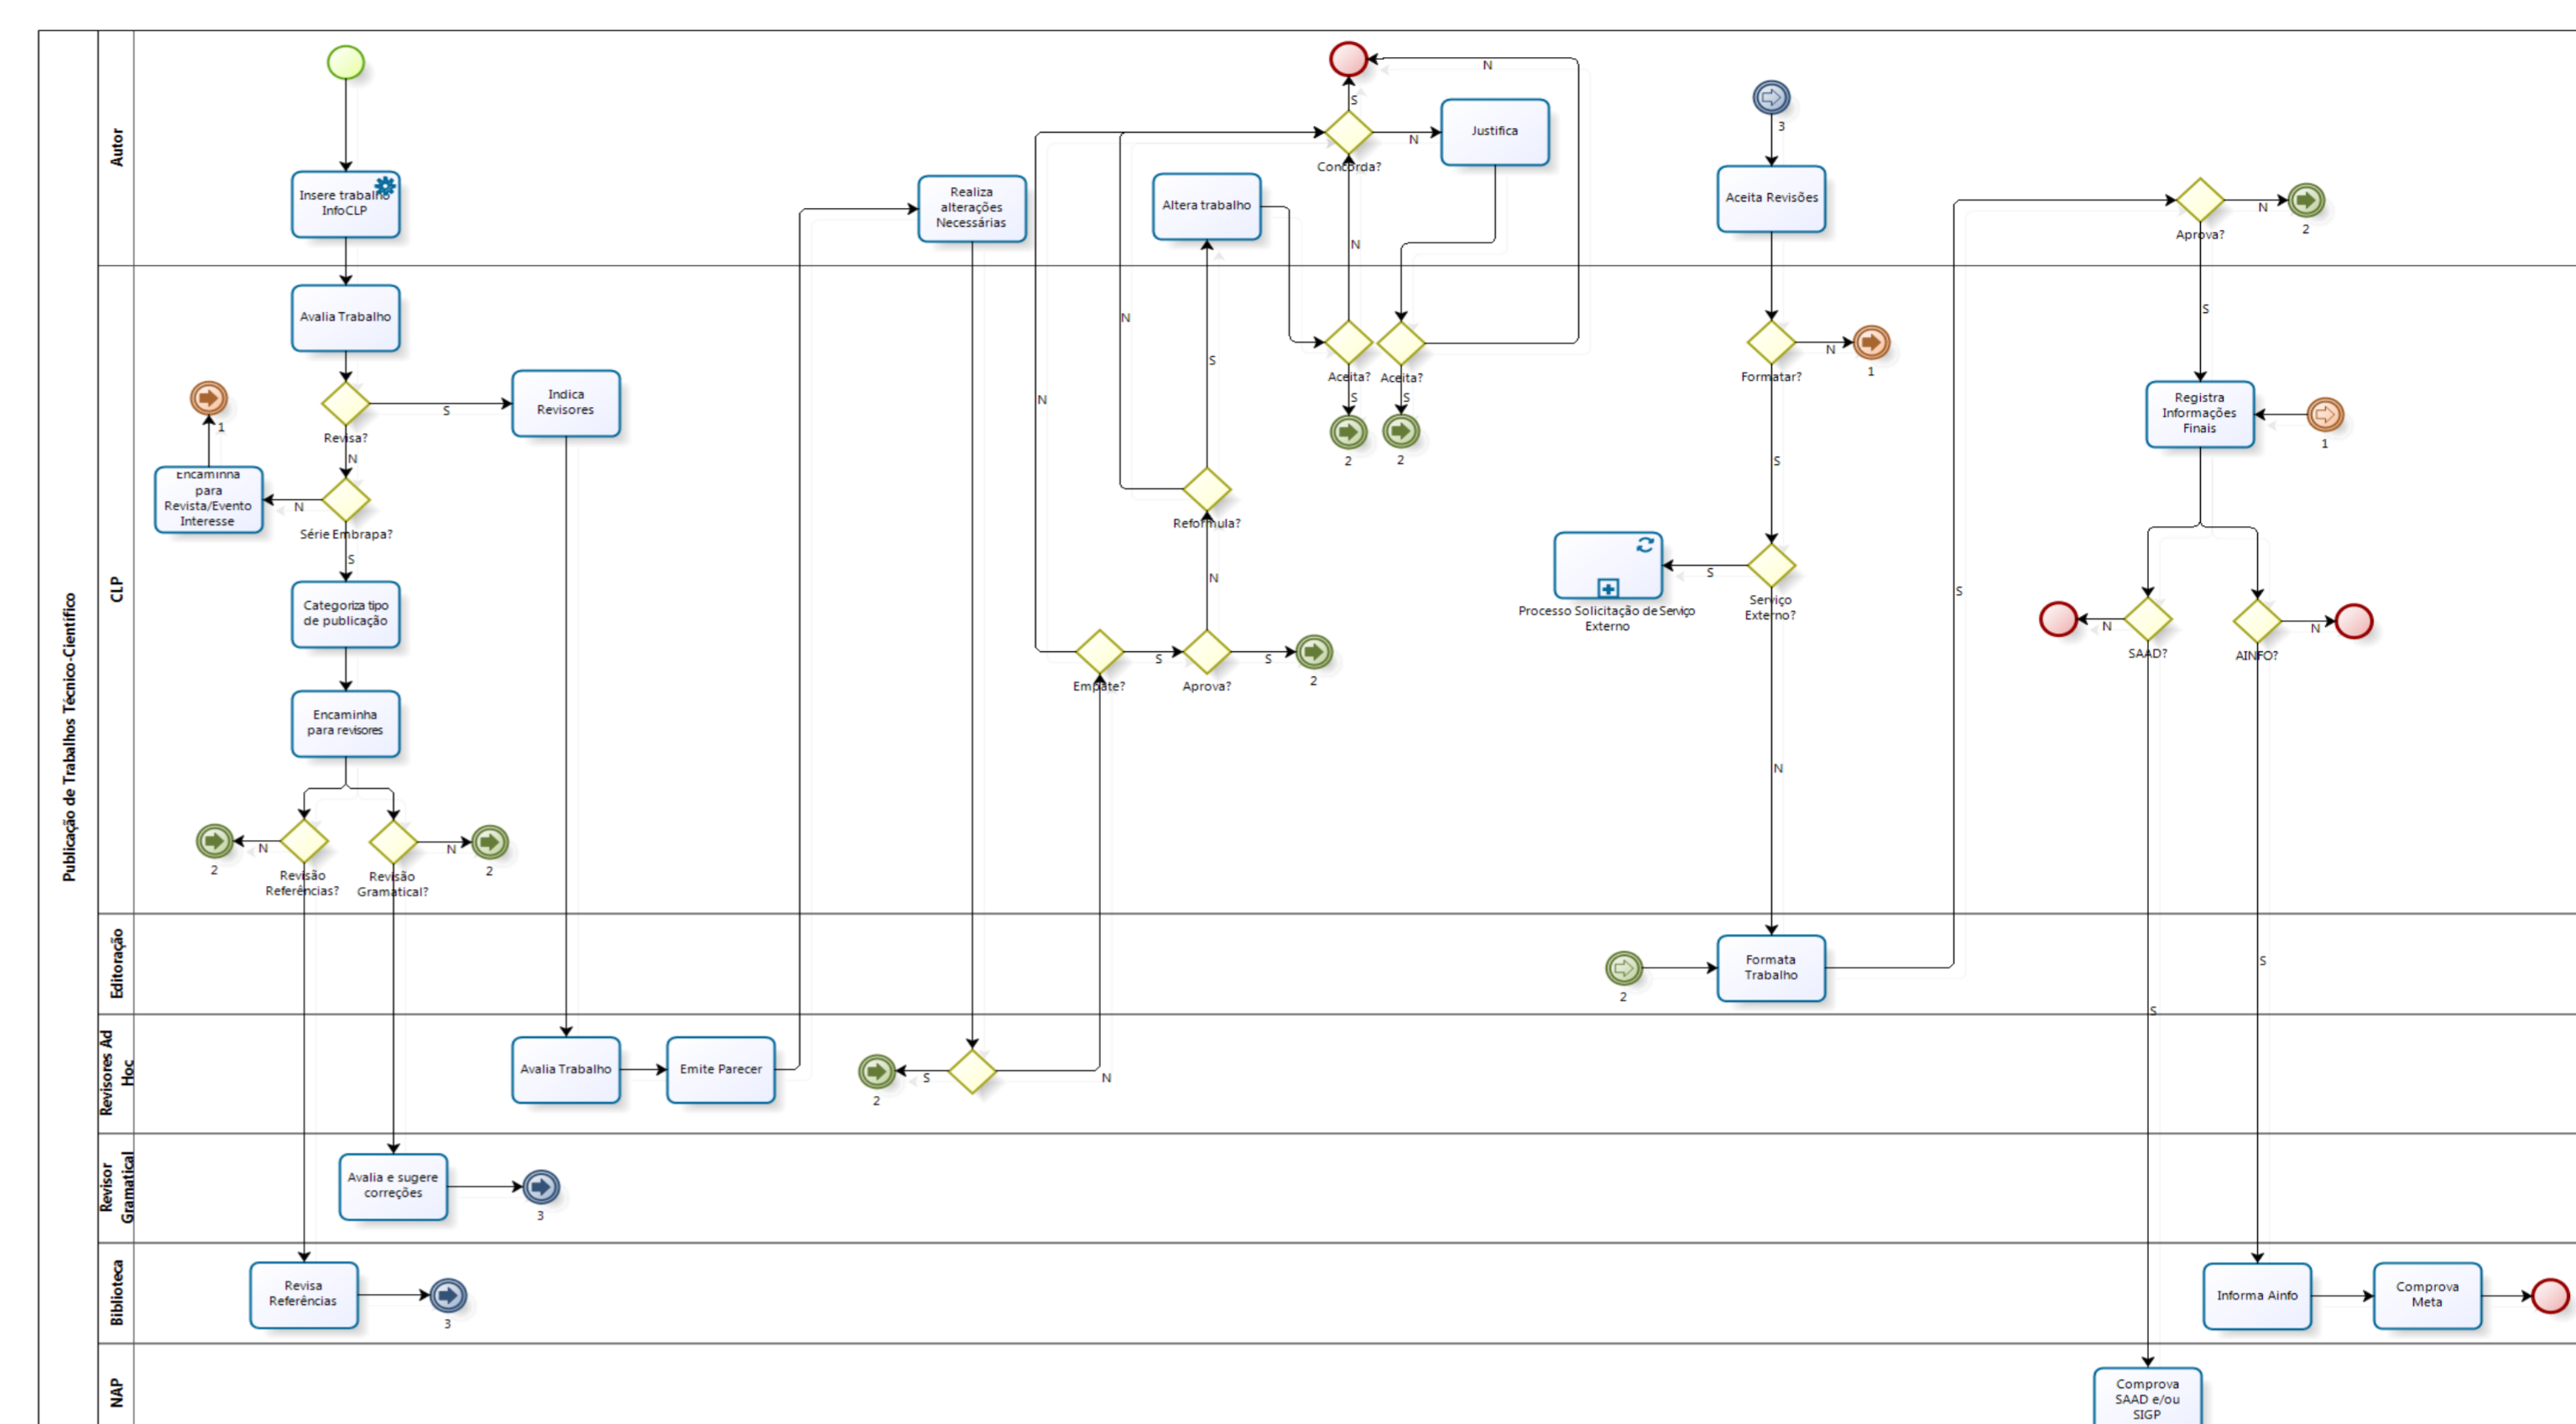 Publicação de Trabalhos Técnico-Científico
Autor
Insere trabalho
InfoCLP
Realiza
alterações
Necessárias
Altera trabalho
S
Concorda?
N
Justifica
N
N
3
Aceita Revisões
Aprova?
N
2
S
CLP
Avalia Trabalho
Revisa?
S
Indica
Revisores
N
1
Encaminha
para
Revista/Evento
Interesse
N
Série Embrapa?
S
Categoriza tipo
de publicação
Encaminha
para revisores
N
2
Revisão
Referências?
Revisão
Gramatical?
N
2
N
N
S
Reformula?
N
Empate?
S
Aprova?
S
2
Aceita?
S
2
Aceita?
S
2
Formatar?
N
1
S
Processo Solicitação de Serviço
Externo
S
Serviço
Externo?
N
S
Registra
Informações
Finais
1
N
SAAD?
AINFO?
N
Editoração
2
Formata
Trabalho
S
S
Revisores Ad
Hoc
Avalia Trabalho
Emite Parecer
2
S
N
Revisor
Gramatical
Avalia e sugere
correções
3
Biblioteca
Revisa
Referências
3
Informa Ainfo
Comprova
Meta
NAP
Comprova
SAAD e/ou
SIGP